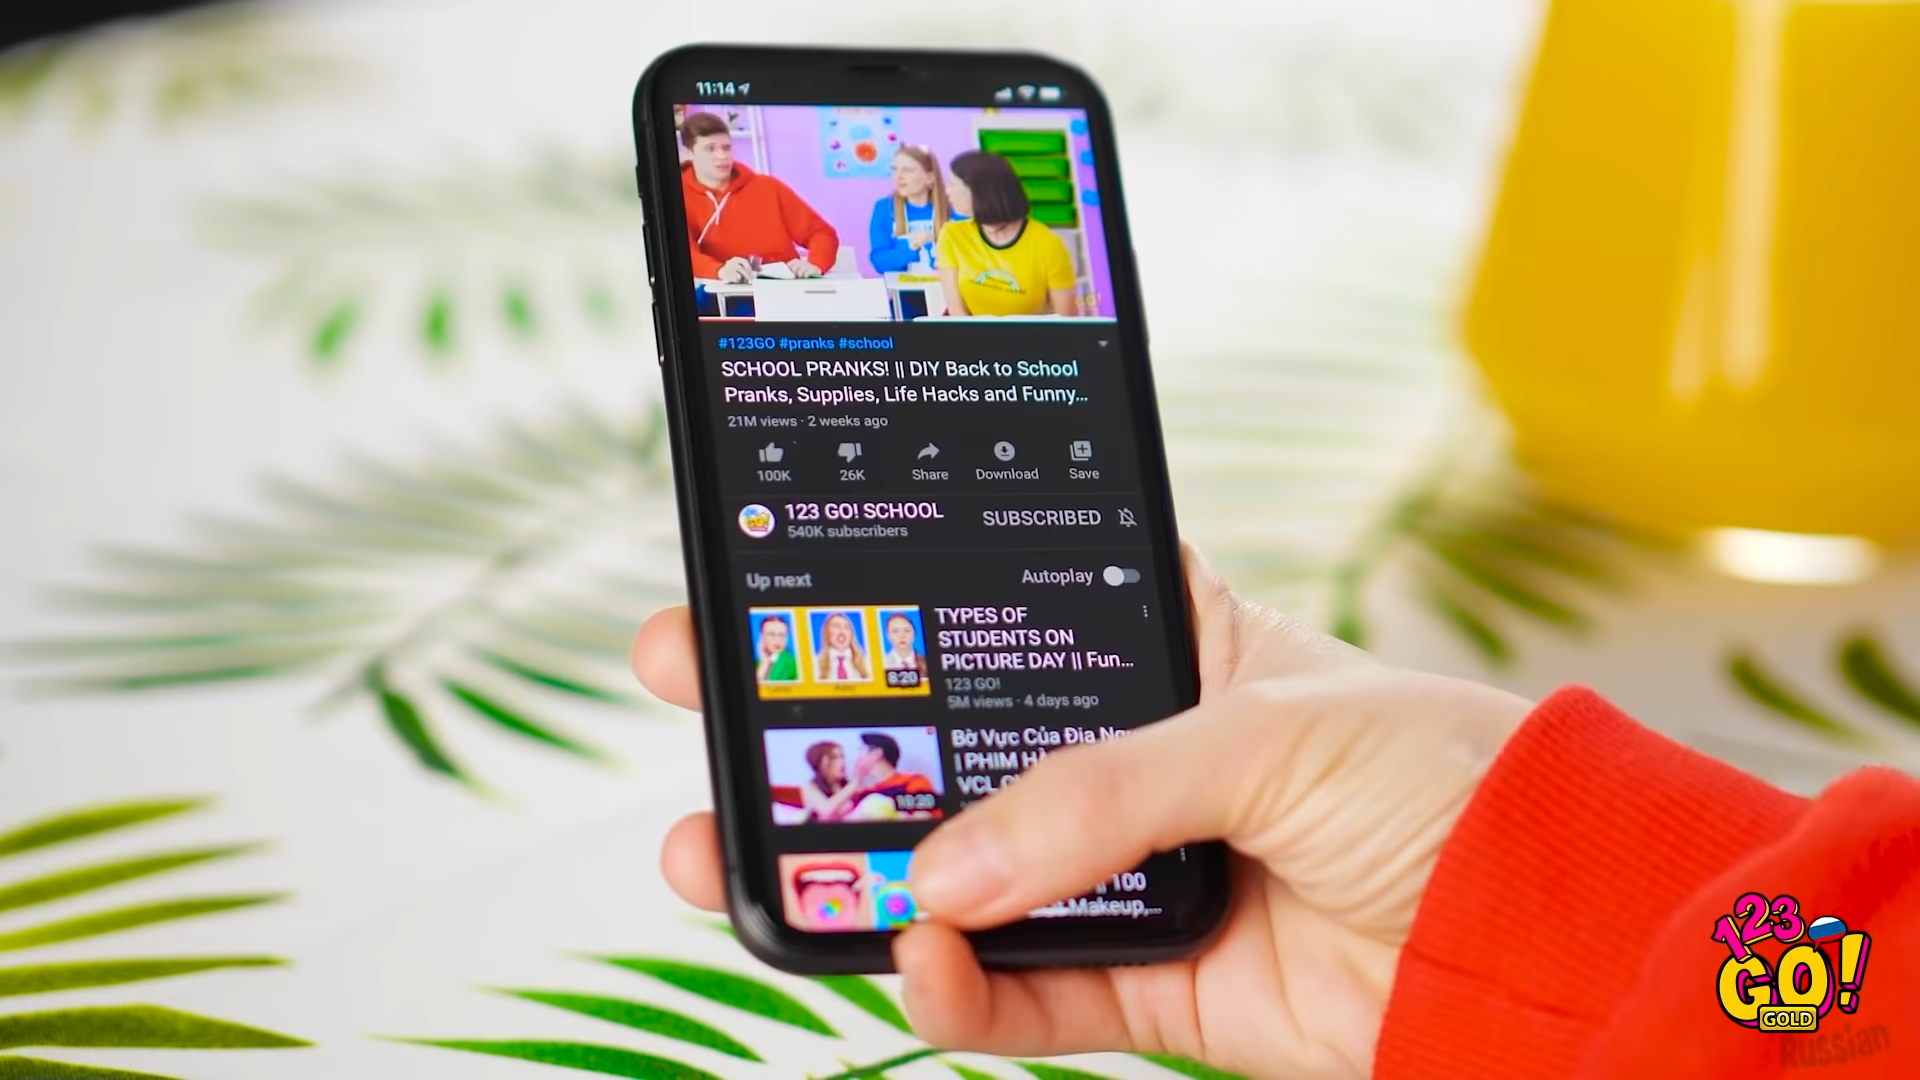 11:14
#123GO #pranks #school
SCHOOL PRANKS! || DIY Back to School
Pranks, Supplies, Life Hacks and Funny...
21M views · 2 weeks ago
100K
26K
Share
Download
Save
123 GO! SCHOOL
540K subscribers
SUBSCRIBED
Up next
Autoplay
8:20
TYPES OF
STUDENTS ON
PICTURE DAY || Fun...
123 GO!
5M views · 4 days ago
10:20
Bờ Vực Của Địa
| PHIM
VCL
100
Makeup,...
123
GO!
GOLD
Russian